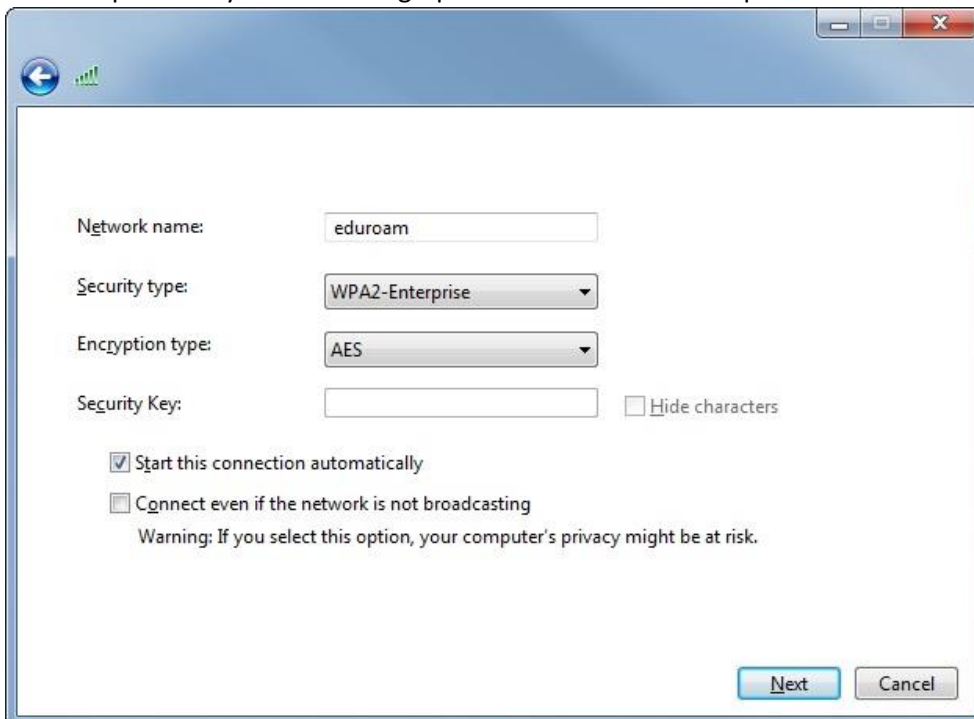 Network name:
eduroam
Security type:
WPA2-Enterprise
Encryption type:
AES
Security Key:
Hide characters
Start this connection automatically
Connect even if the network is not broadcasting
Warning: If you select this option, your computer's privacy might be at risk.
Next
Cancel